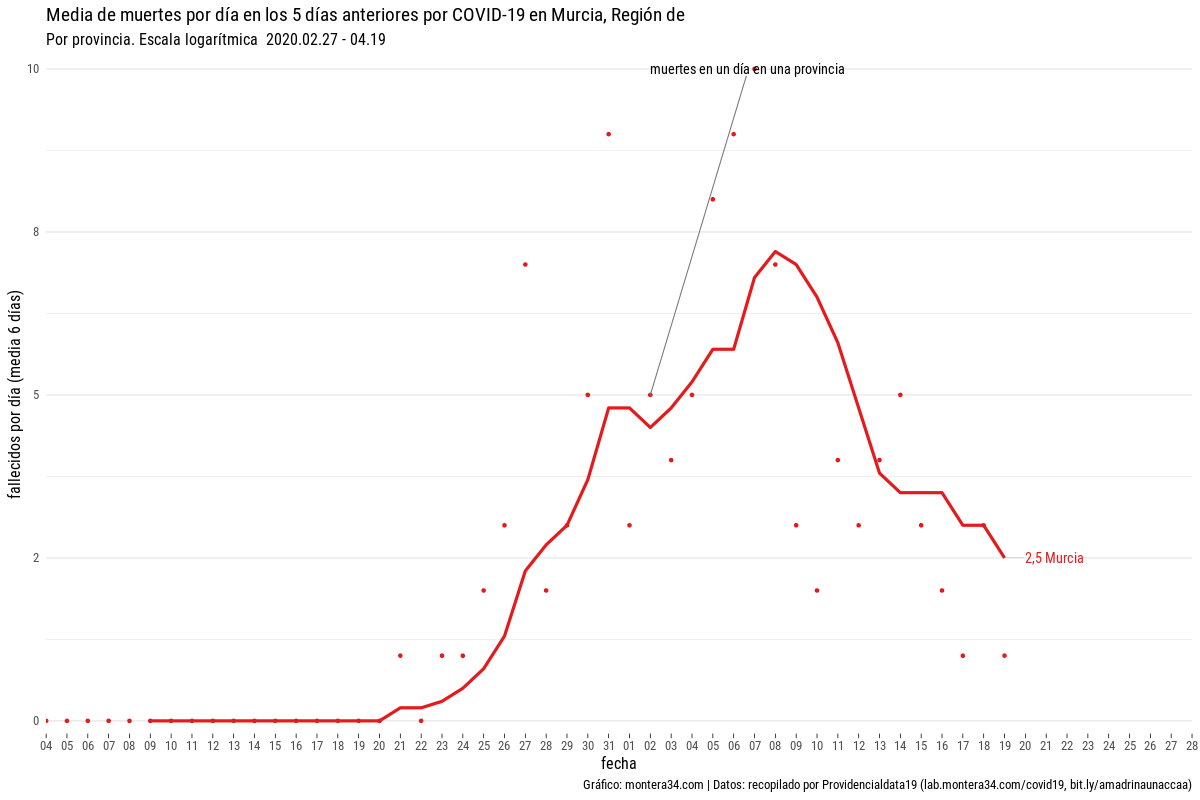 Media de muertes por día en los 5 días anteriores por COVID-19 en Murcia, Región de
Por provincia. Escala logarítmica 2020.02.27 - 04.19
10
muertes en un día en una provincia
8
fallecidos por día (media 6 días)
5
2
2,5 Murcia
0
04 05 06 07 08 09 10 11 12 13 14 15 16 17 18 19 20 21 22 23 24 25 26 27 28 29 30 31 01 02 03 04 05 06 07 08 09 10 11 12 13 14 15 16 17 18 19 20 21 22 23 24 25 26 27 28
fecha
Gráfico: montera34.com | Datos: recopilado por Providencialdata19 (lab.montera34.com/covid19, bit.ly/amadrinaunaccaa)